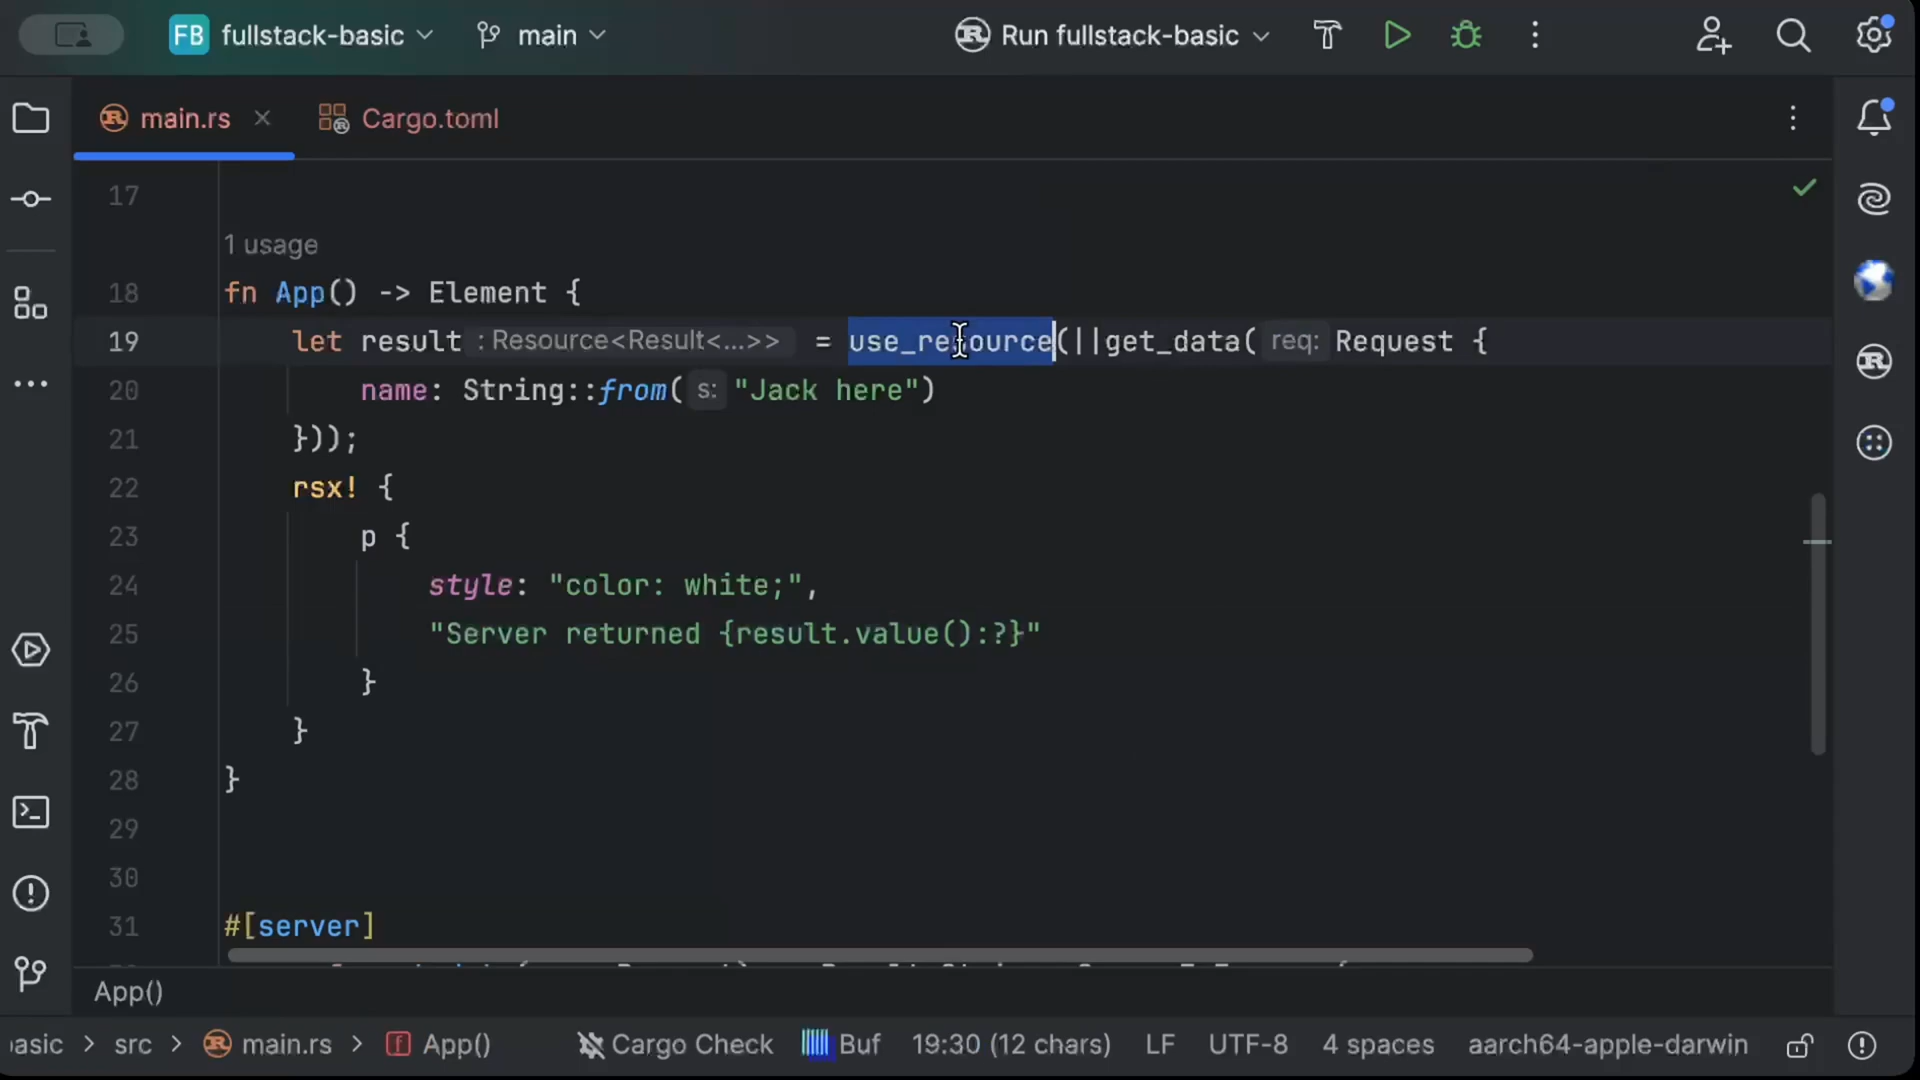 FB fullstack-basic main Run fullstack-basic
main.rs Cargo.toml
17
1 usage
18 fn App() -> Element {
19 let result : Resource<Result<...>> = use_resource(||get_data( req: Request {
20 name: String::from( s: "Jack here")
21 }));
22 rsx! {
23 p {
24 style: "color: white;",
25 "Server returned {result.value():?}"
26 }
27 }
28 }
29
30
31 #[server]
App()
basic > src > main.rs > App() Cargo Check Buf 19:30 (12 chars) LF UTF-8 4 spaces aarch64-apple-darwin